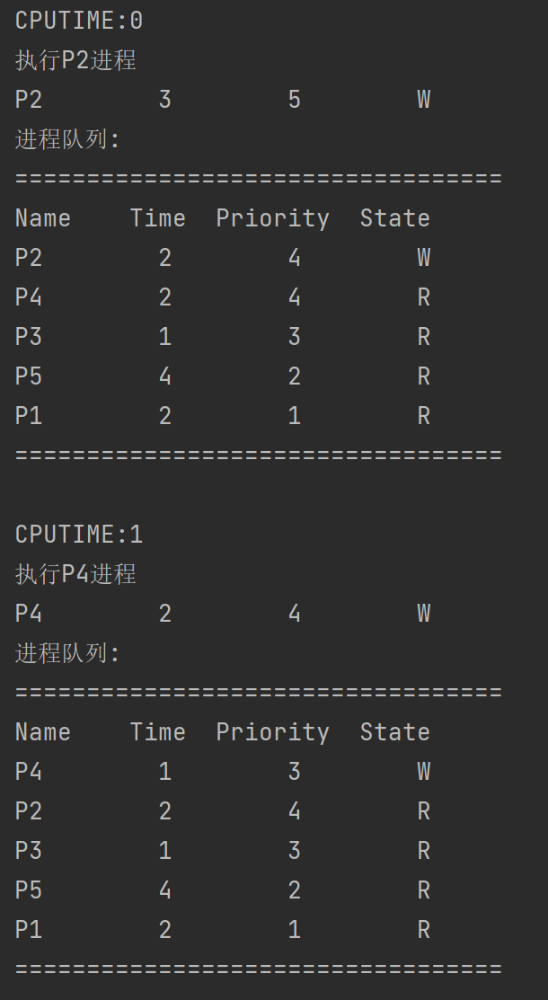 CPUTIME:0
执行P2进程
P2        3        5        W
进程队列:
==================================
Name    Time  Priority  State
P2        2        4        W
P4        2        4        R
P3        1        3        R
P5        4        2        R
P1        2        1        R
==================================
CPUTIME:1
执行P4进程
P4        2        4        W
进程队列:
==================================
Name    Time  Priority  State
P4        1        3        W
P2        2        4        R
P3        1        3        R
P5        4        2        R
P1        2        1        R
==================================